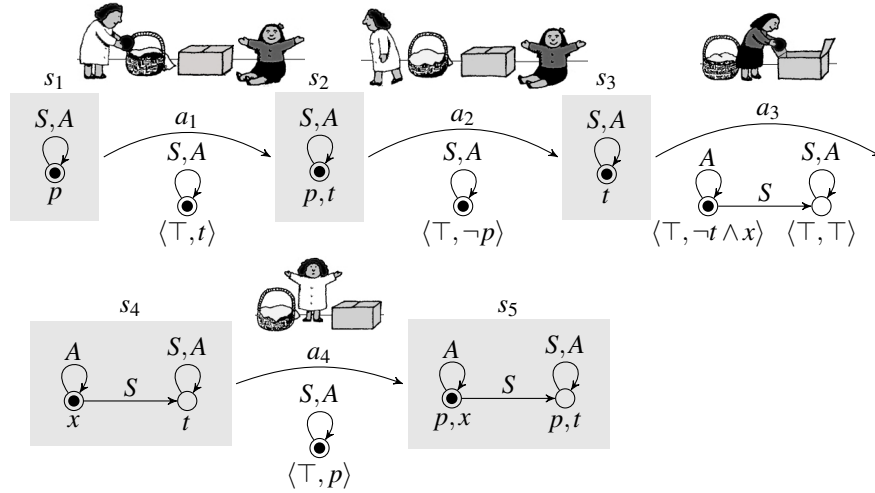 s₁ s₂ s₃
S, A a₁ S, A a₂ S, A a₃
S, A S, A A S, A
p p, t t S
⟨⊤, t⟩ ⟨⊤, ¬p⟩ ⟨⊤, ¬t ∧ x⟩ ⟨⊤, ⊤⟩
s₄ s₅
A S, A a₄ A S, A
S S, A S
x t p, x p, t
⟨⊤, p⟩